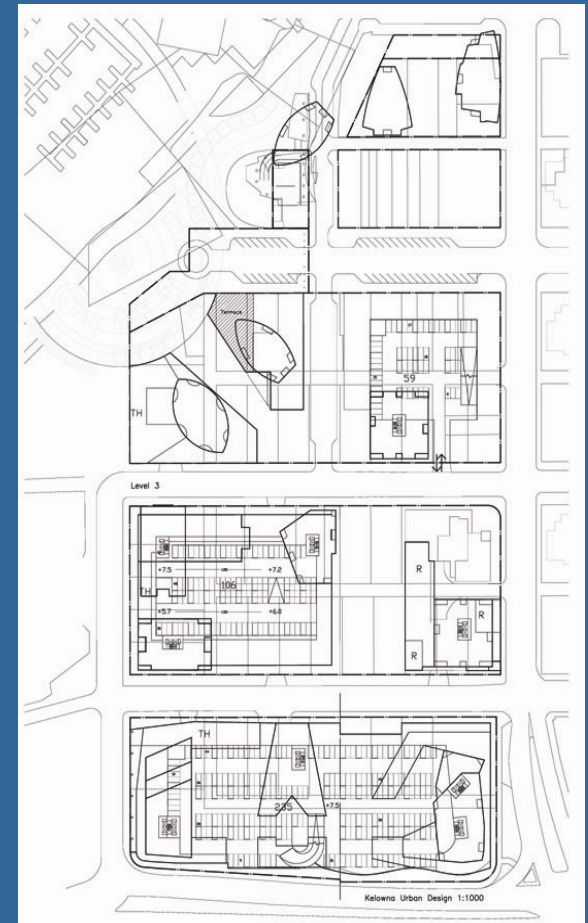 Terrace
59
TH
Level 3
+7.5 +7.2
106
R
TH
R
+5.7 +6.0
R
TH
235
+7.5
Kelowna Urban Design 1:1000